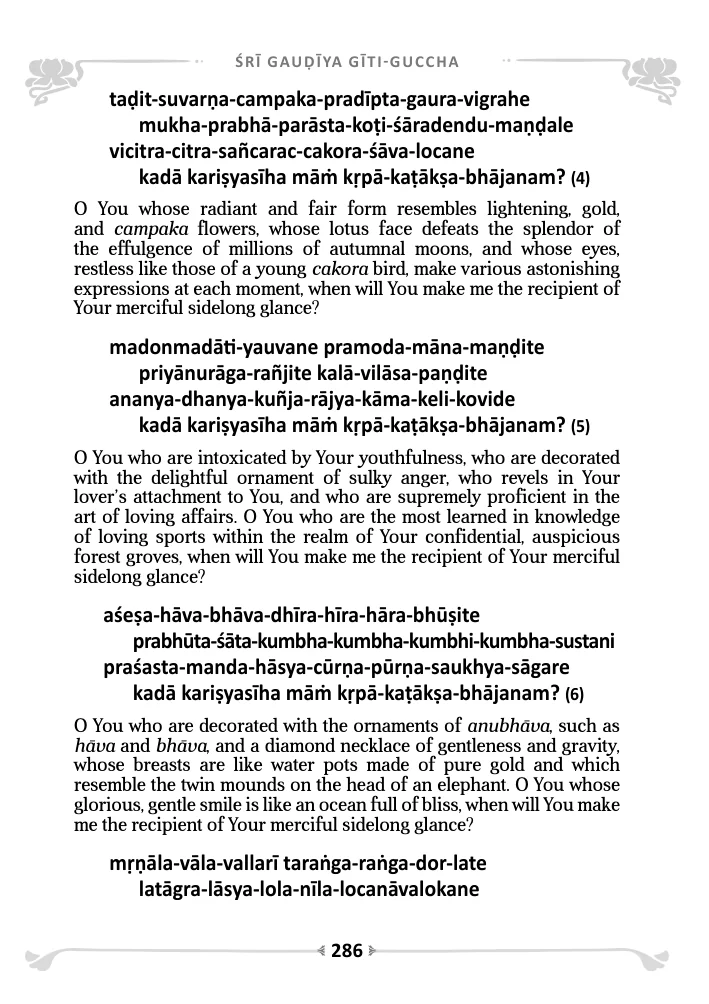 ŚRĪ GAUḌĪYA GĪTI-GUCCHA
taḍit-suvarṇa-campaka-pradīpta-gaura-vigrahe
mukha-prabhā-parāsta-koṭi-śāradendu-maṇḍale
vicitra-citra-sañcarac-cakora-śāva-locane
kadā kariṣyasīha māṁ kṛpā-kaṭākṣa-bhājanam? (4)
O You whose radiant and fair form resembles lightening, gold,
and campaka flowers, whose lotus face defeats the splendor of
the effulgence of millions of autumnal moons, and whose eyes,
restless like those of a young cakora bird, make various astonishing
expressions at each moment, when will You make me the recipient of
Your merciful sidelong glance?
madonmadāti-yauvane pramoda-māna-maṇḍite
priyānurāga-rañjite kalā-vilāsa-paṇḍite
ananya-dhanya-kuñja-rājya-kāma-keli-kovide
kadā kariṣyasīha māṁ kṛpā-kaṭākṣa-bhājanam? (5)
O You who are intoxicated by Your youthfulness, who are decorated
with the delightful ornament of sulky anger, who revels in Your
lover's attachment to You, and who are supremely proficient in the
art of loving affairs. O You who are the most learned in knowledge
of loving sports within the realm of Your confidential, auspicious
forest groves, when will You make me the recipient of Your merciful
sidelong glance?
aśeṣa-hāva-bhāva-dhīra-hīra-hāra-bhūṣite
prabhūta-śāta-kumbha-kumbha-kumbhi-kumbha-sustani
praśasta-manda-hāsya-cūrṇa-pūrṇa-saukhya-sāgare
kadā kariṣyasīha māṁ kṛpā-kaṭākṣa-bhājanam? (6)
O You who are decorated with the ornaments of anubhāva, such as
hāva and bhāva, and a diamond necklace of gentleness and gravity,
whose breasts are like water pots made of pure gold and which
resemble the twin mounds on the head of an elephant. O You whose
glorious, gentle smile is like an ocean full of bliss, when will You make
me the recipient of Your merciful sidelong glance?
mṛṇāla-vāla-vallarī taraṅga-raṅga-dor-late
latāgra-lāsya-lola-nīla-locanāvalokane
286